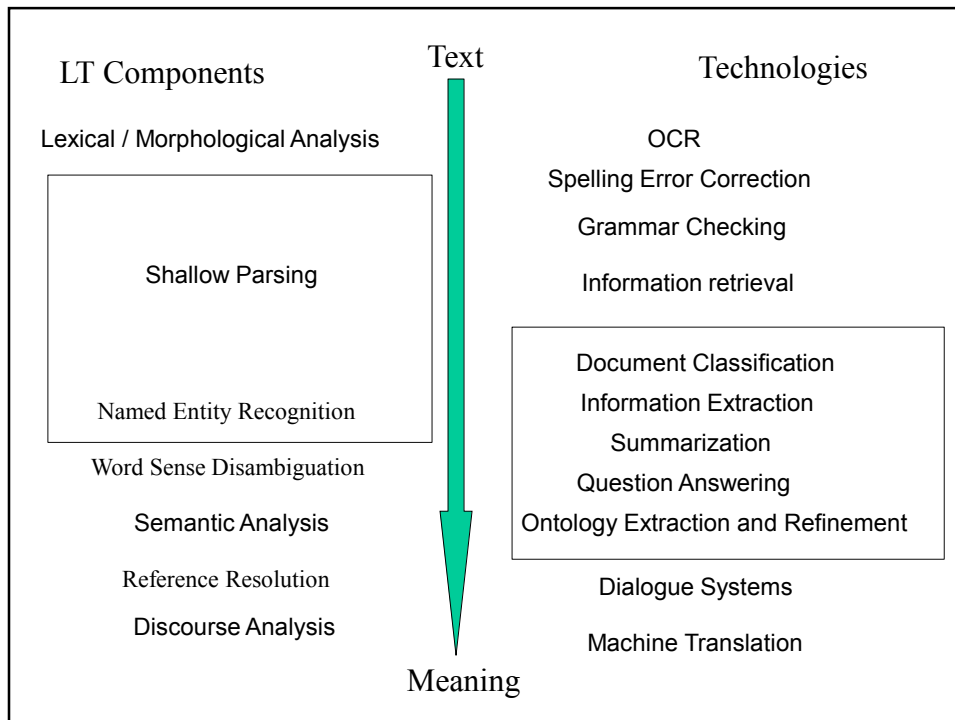 LT Components
Text
Technologies
Lexical / Morphological Analysis
OCR
Spelling Error Correction
Grammar Checking
Shallow Parsing
Information retrieval
Document Classification
Named Entity Recognition
Information Extraction
Summarization
Word Sense Disambiguation
Question Answering
Semantic Analysis
Ontology Extraction and Refinement
Reference Resolution
Dialogue Systems
Discourse Analysis
Machine Translation
Meaning